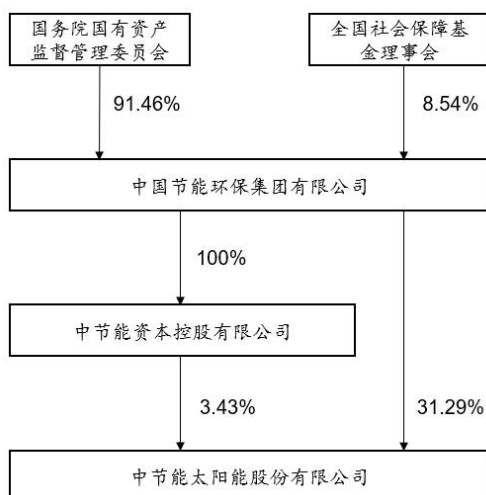 国务院国有资产
监督管理委员会
全国社会保障基
金理事会
91.46%
8.54%
中国节能环保集团有限公司
100%
中节能资本控股有限公司
3.43%
31.29%
中节能太阳能股份有限公司